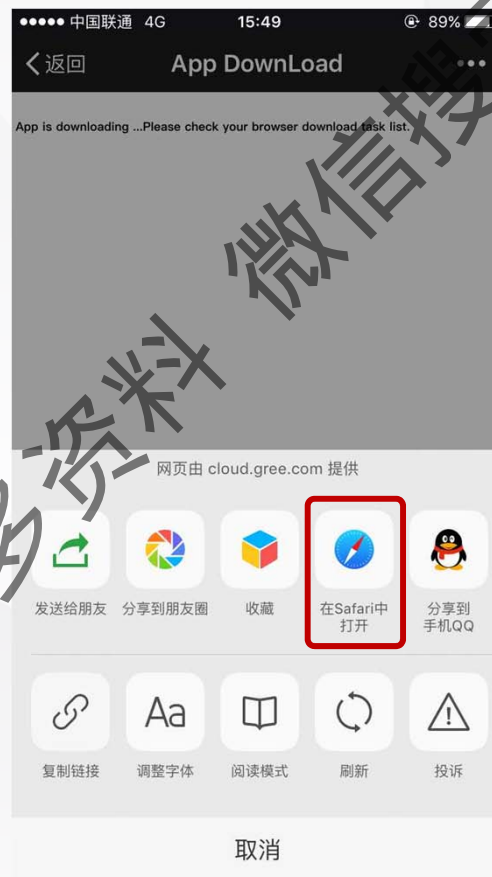 中国联通 4G 15:49 89%
返回 App DownLoad
App is downloading ...Please check your browser download task list.
微信搜
多资料
网页由 cloud.gree.com 提供
发送给朋友 分享到朋友圈 收藏 在Safari中打开 分享到手机QQ
Aa
复制链接 调整字体 阅读模式 刷新 投诉
取消